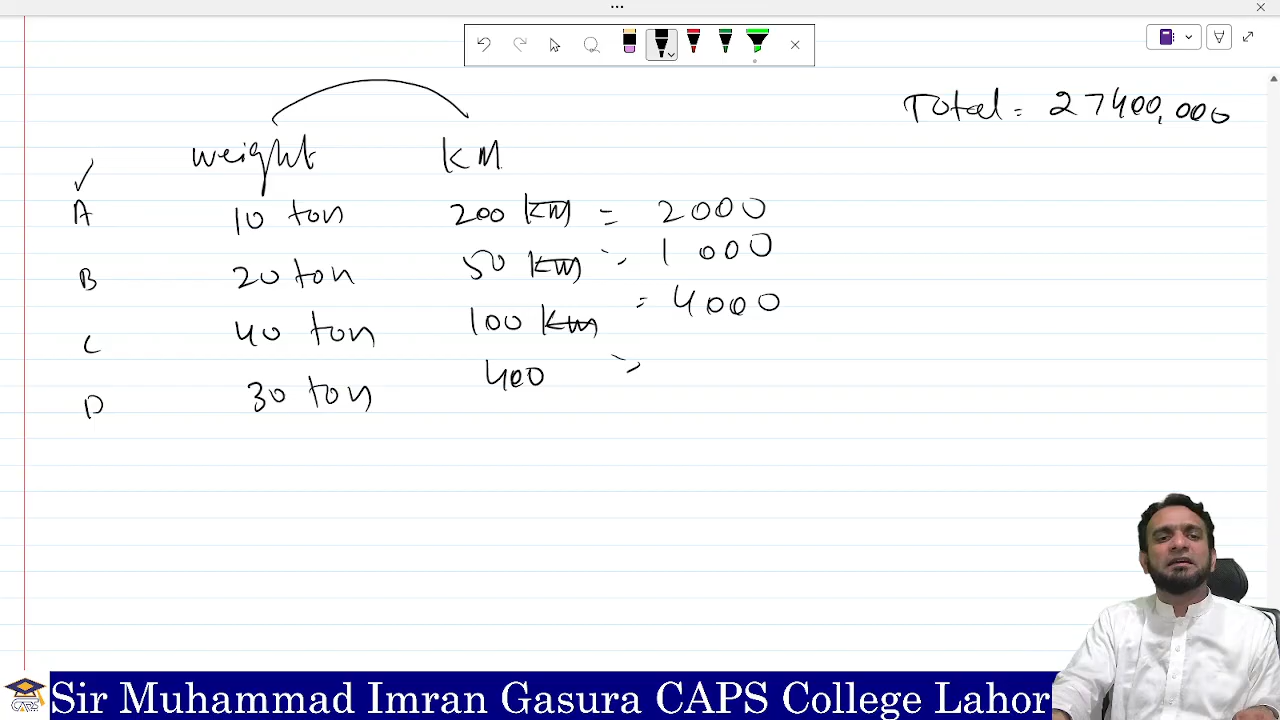 Total = 27400,000
weight KM
✓
A 10 ton 200 KM = 2000
B 20 ton 50 KM = 1000
C 40 ton 100 KM = 4000
D 30 ton 400 =
CAPS
Sir Muhammad Imran Gasura CAPS College Lahor